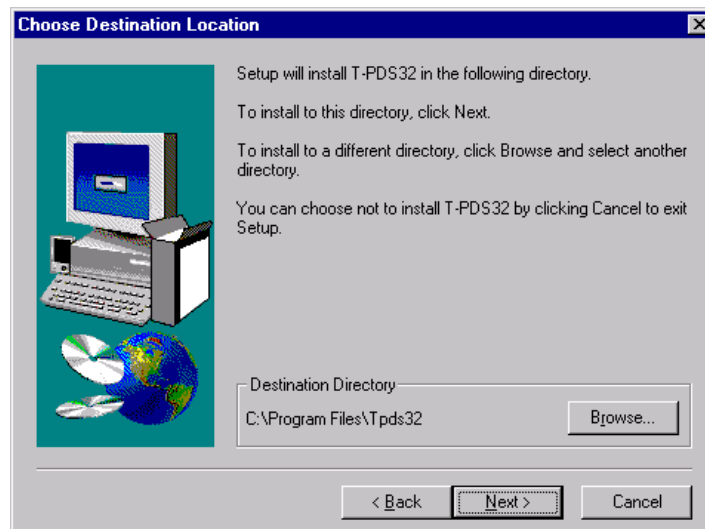 Choose Destination Location
Setup will install T-PDS32 in the following directory.
To install to this directory, click Next.
To install to a different directory, click Browse and select another
directory.
You can choose not to install T-PDS32 by clicking Cancel to exit
Setup.
Destination Directory
C:\Program Files\Tpds32
Browse...
< Back
Next >
Cancel